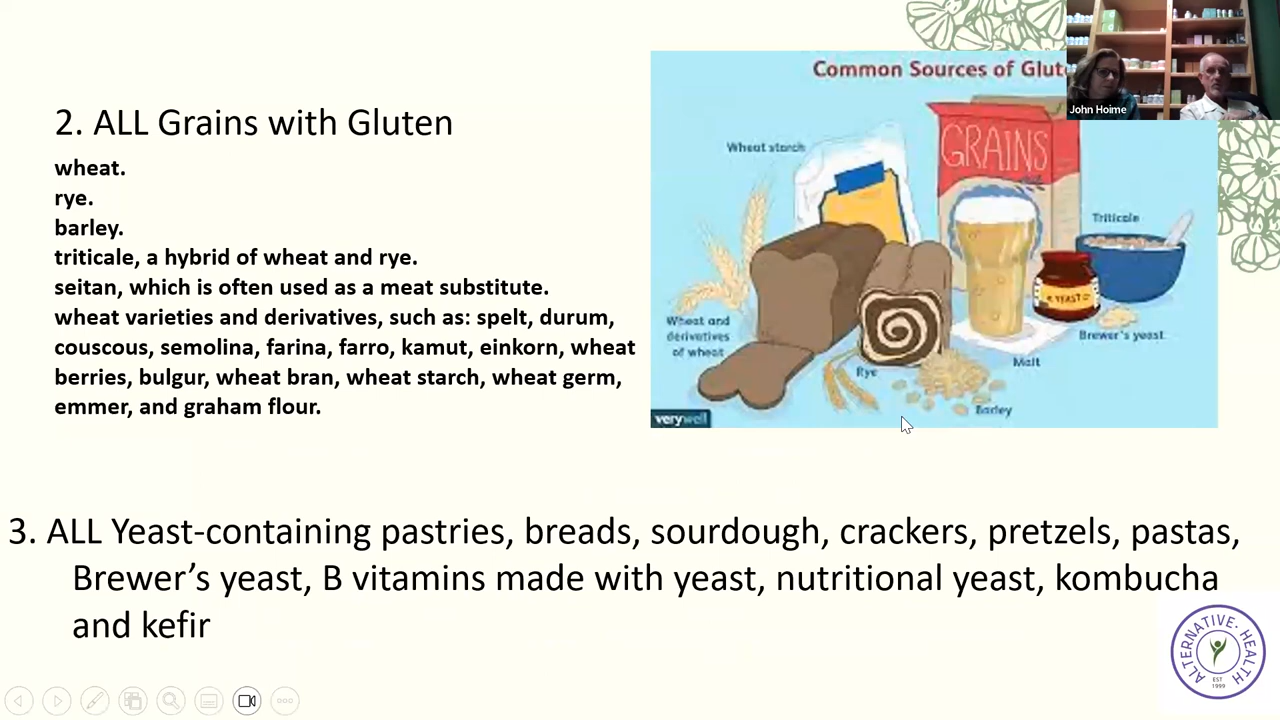 2. ALL Grains with Gluten
wheat.
rye.
barley.
triticale, a hybrid of wheat and rye.
seitan, which is often used as a meat substitute.
wheat varieties and derivatives, such as: spelt, durum,
couscous, semolina, farina, farro, kamut, einkorn, wheat
berries, bulgur, wheat bran, wheat starch, wheat germ,
emmer, and graham flour.
Common Sources of Glut
John Hoime
GRAINS
Wheat starch
Triticale
YEAST
Wheat and
derivatives
of wheat
Brewer's yeast
Malt
Rye
Barley
verywell
3. ALL Yeast-containing pastries, breads, sourdough, crackers, pretzels, pastas,
Brewer’s yeast, B vitamins made with yeast, nutritional yeast, kombucha
and kefir
ALTERNATIVE· HEALTH
EST
1999